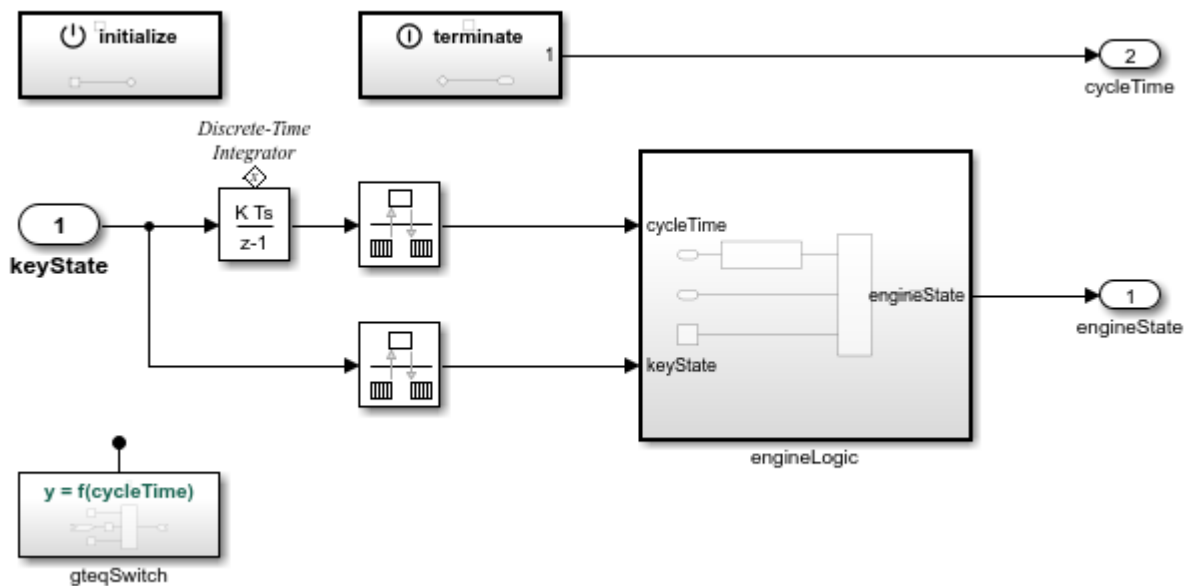 initialize
terminate
1
2
cycleTime
Discrete-Time
Integrator
x
1
keyState
K Ts
z-1
cycleTime
engineState
keyState
1
engineState
engineLogic
y = f(cycleTime)
gteqSwitch